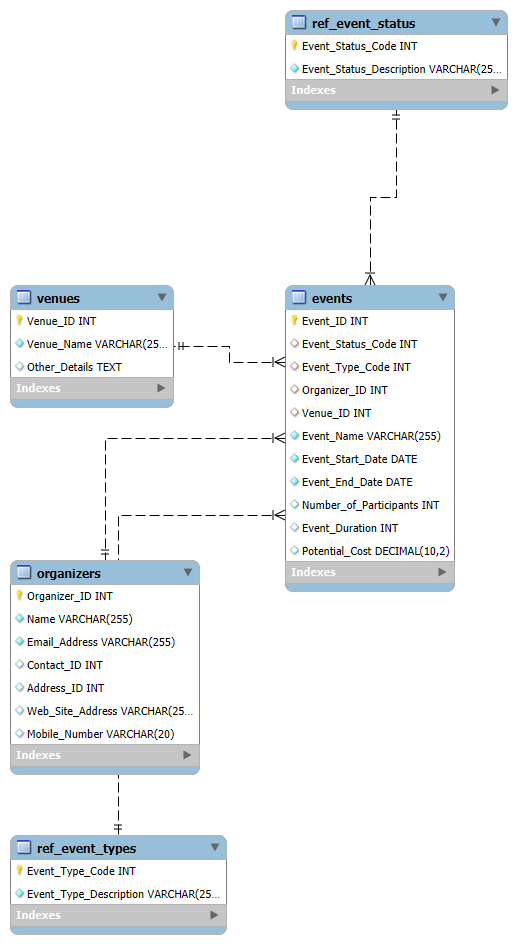 ref_event_status
Event_Status_Code INT
Event_Status_Description VARCHAR(25...
Indexes
venues
Venue_ID INT
Venue_Name VARCHAR(25...
Other_Details TEXT
Indexes
events
Event_ID INT
Event_Status_Code INT
Event_Type_Code INT
Organizer_ID INT
Venue_ID INT
Event_Name VARCHAR(255)
Event_Start_Date DATE
Event_End_Date DATE
Number_of_Participants INT
Event_Duration INT
Potential_Cost DECIMAL(10,2)
Indexes
organizers
Organizer_ID INT
Name VARCHAR(255)
Email_Address VARCHAR(255)
Contact_ID INT
Address_ID INT
Web_Site_Address VARCHAR(25...
Mobile_Number VARCHAR(20)
Indexes
ref_event_types
Event_Type_Code INT
Event_Type_Description VARCHAR(25...
Indexes